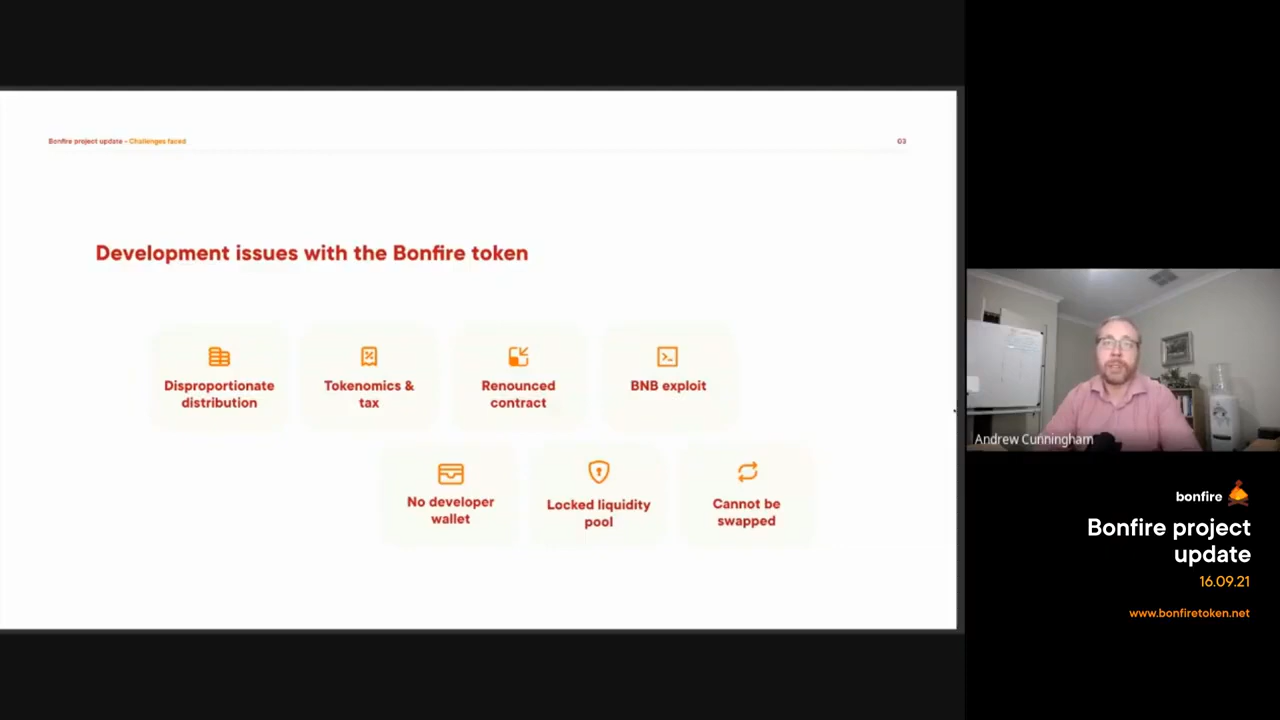 Bonfire project update - Challenges faced
03
Development issues with the Bonfire token
Disproportionate
distribution
Tokenomics &
tax
Renounced
contract
BNB exploit
No developer
wallet
Locked liquidity
pool
Cannot be
swapped
Andrew Cunningham
bonfire
Bonfire project
update
16.09.21
www.bonfiretoken.net